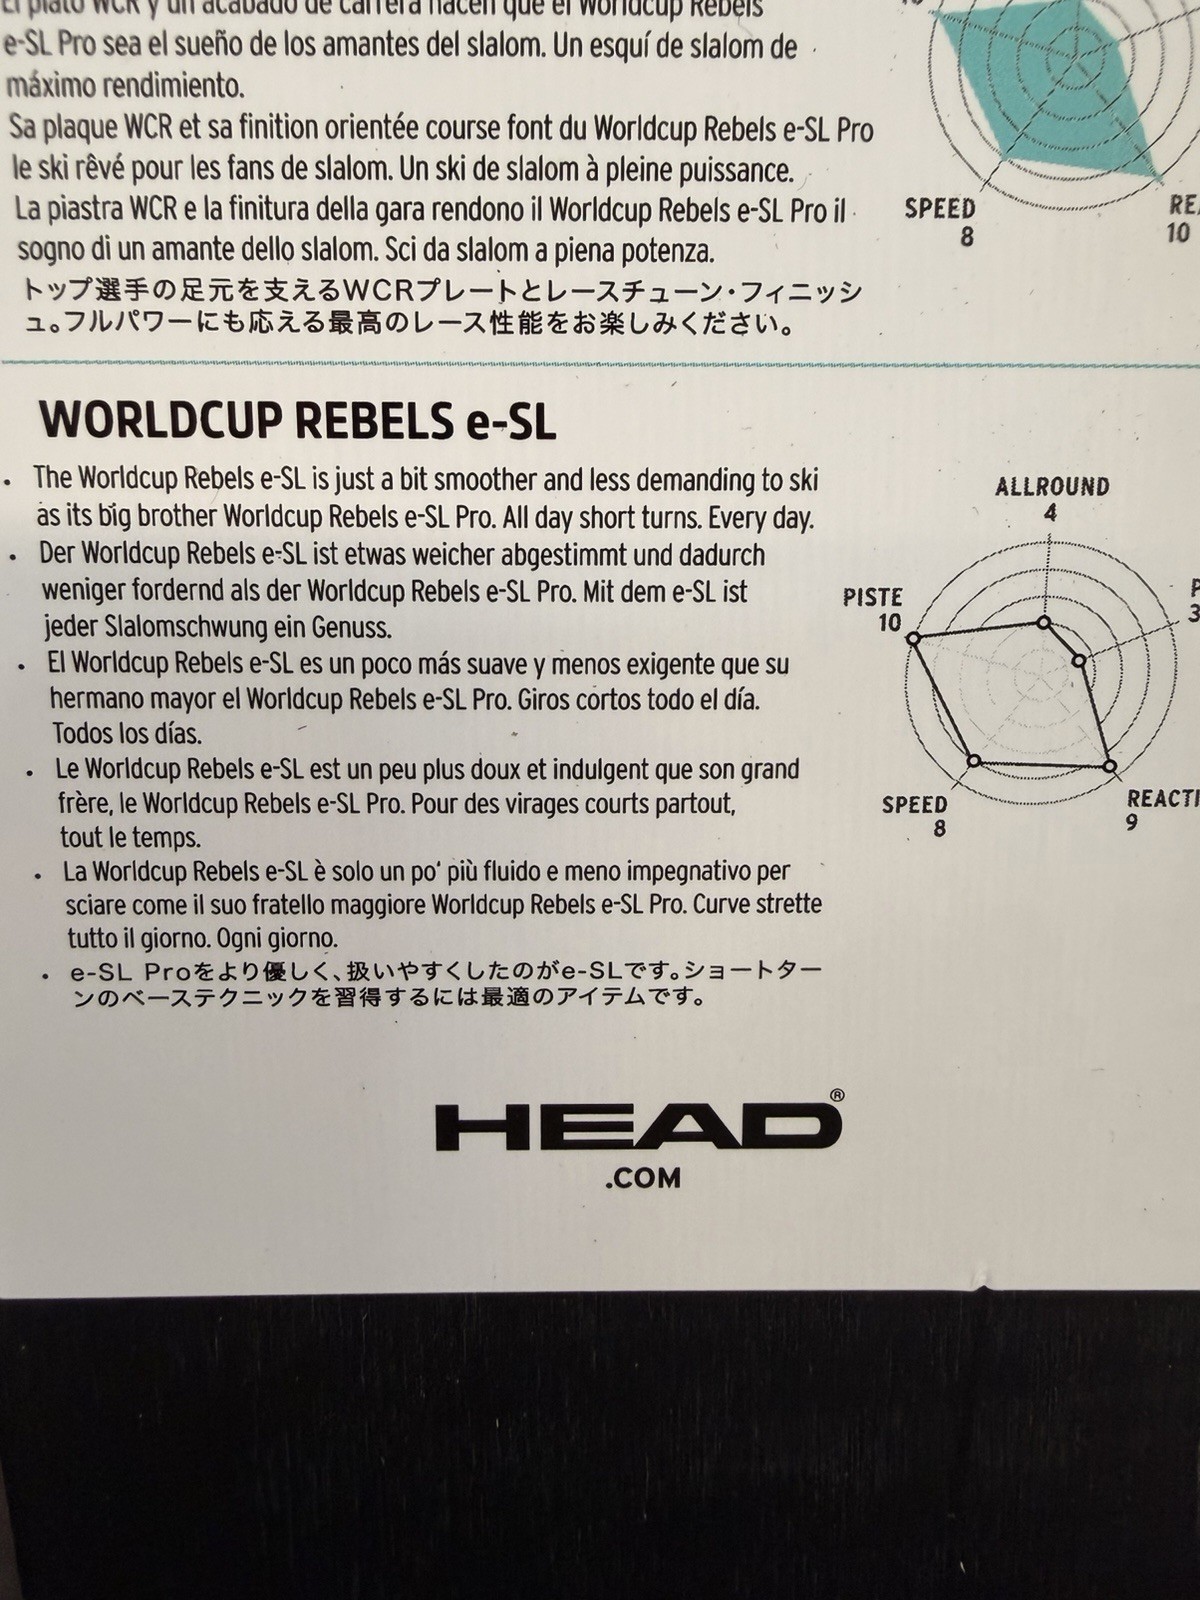 El plato WCR y un acabado de carrera hacen que el Worldcup Rebels
e-SL Pro sea el sueño de los amantes del slalom. Un esquí de slalom de
máximo rendimiento.
Sa plaque WCR et sa finition orientée course font du Worldcup Rebels e-SL Pro
le ski rêvé pour les fans de slalom. Un ski de slalom à pleine puissance.
La piastra WCR e la finitura della gara rendono il Worldcup Rebels e-SL Pro il
sogno di un amante dello slalom. Sci da slalom a piena potenza.
トップ選手の足元を支えるWCRプレートとレースチューン・フィニッシ
ュ。フルパワーにも応える最高のレース性能をお楽しみください。
SPEED
8
10
WORLDCUP REBELS e-SL
• The Worldcup Rebels e-SL is just a bit smoother and less demanding to ski
as its big brother Worldcup Rebels e-SL Pro. All day short turns. Every day.
• Der Worldcup Rebels e-SL ist etwas weicher abgestimmt und dadurch
weniger fordernd als der Worldcup Rebels e-SL Pro. Mit dem e-SL ist
jeder Slalomschwung ein Genuss.
• El Worldcup Rebels e-SL es un poco más suave y menos exigente que su
hermano mayor el Worldcup Rebels e-SL Pro. Giros cortos todo el día.
Todos los días.
• Le Worldcup Rebels e-SL est un peu plus doux et indulgent que son grand
frère, le Worldcup Rebels e-SL Pro. Pour des virages courts partout,
tout le temps.
• La Worldcup Rebels e-SL è solo un po‘ più fluido e meno impegnativo per
sciare come il suo fratello maggiore Worldcup Rebels e-SL Pro. Curve strette
tutto il giorno. Ogni giorno.
• e-SL Proをより優しく、扱いやすくしたのがe-SLです。ショートター
ンのベーステクニックを習得するには最適のアイテムです。
ALLROUND
4
PISTE
10
3
SPEED
8
REACTI
9
HEAD®
.COM